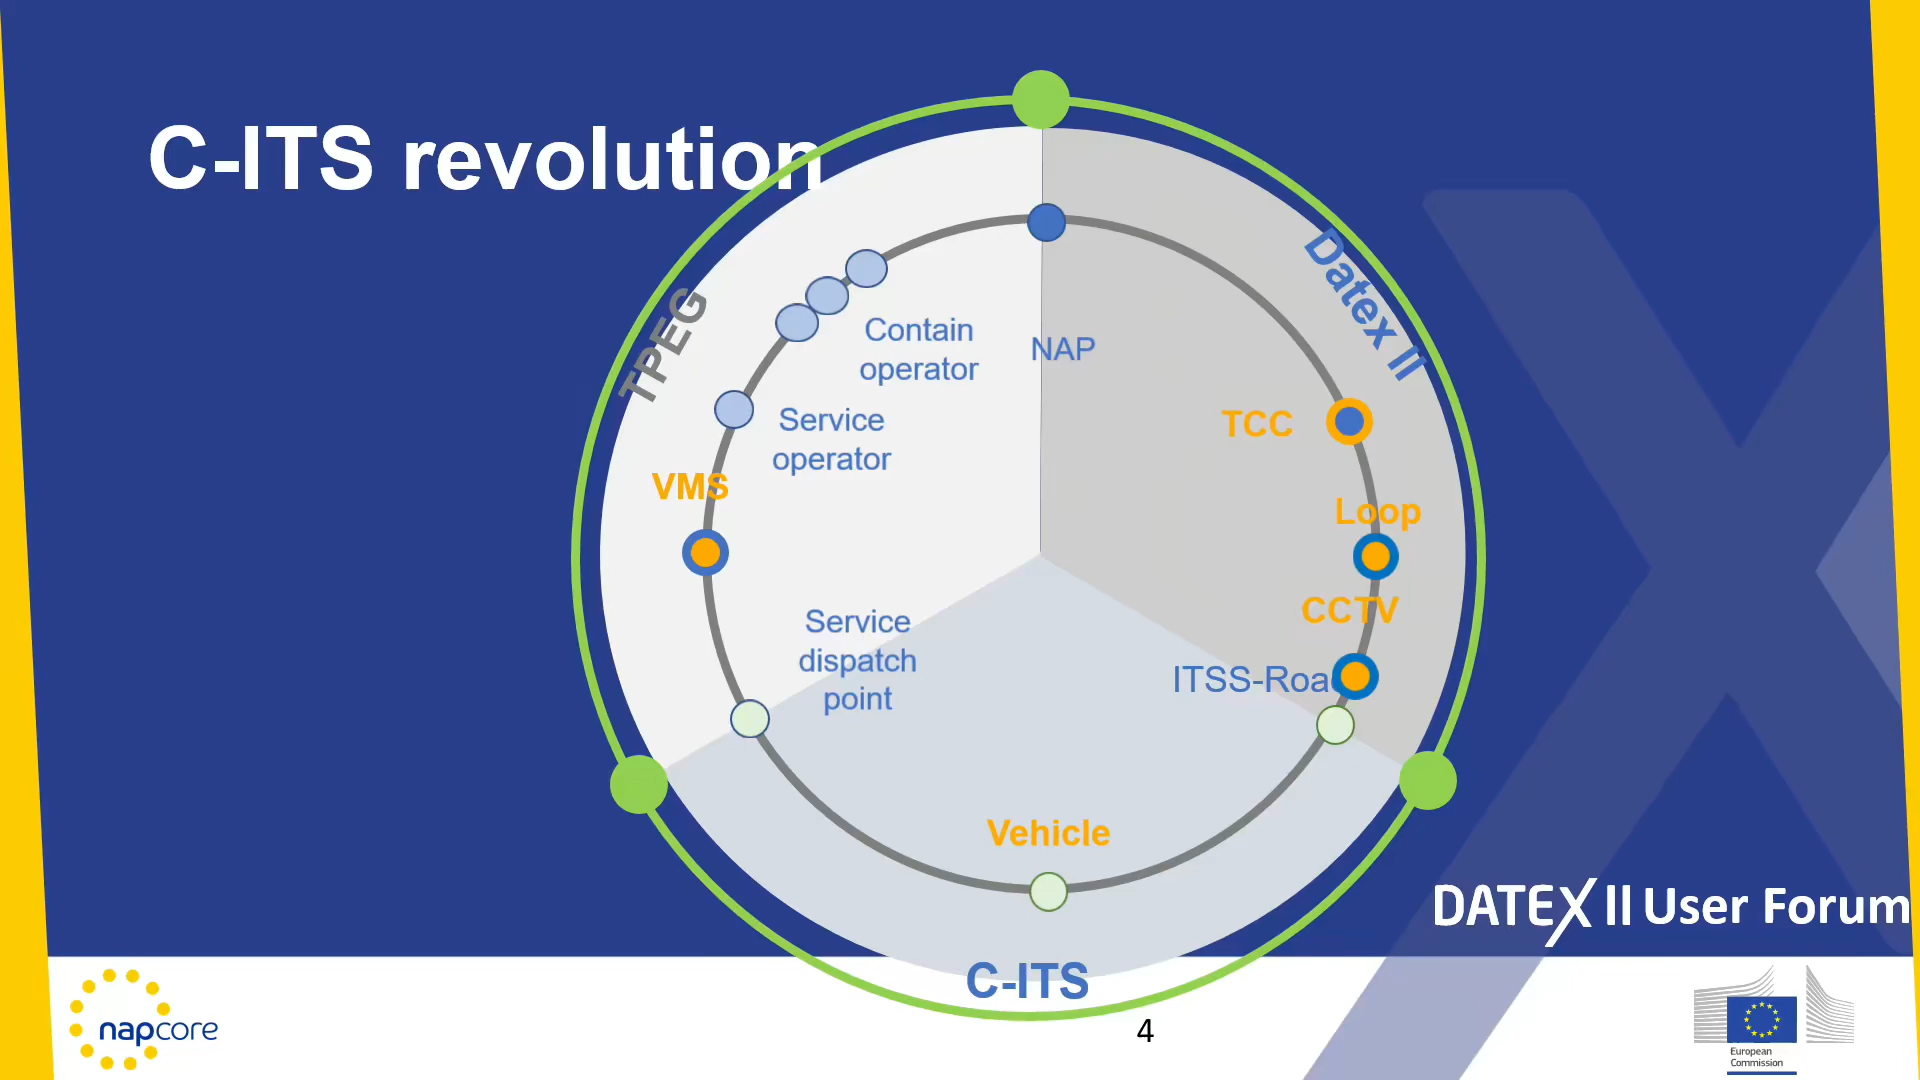 C-ITS revolution
TPEG
Datex II
Contain
operator
NAP
Service
operator
TCC
VMS
Loop
CCTV
Service
dispatch
point
ITSS-Road
Vehicle
C-ITS
DATEX II User Forum
napcore
4
European
Commission